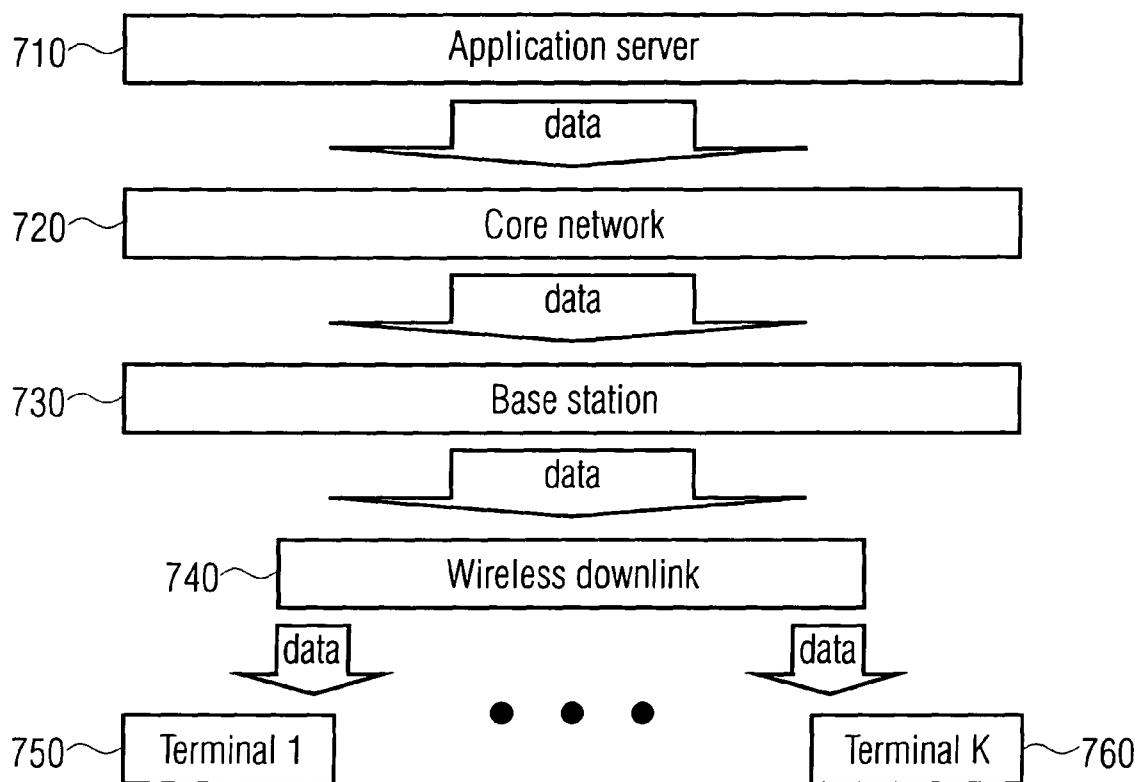 710 Application server
data
720 Core network
data
730 Base station
data
740 Wireless downlink
data data
750 Terminal 1 Terminal K 760